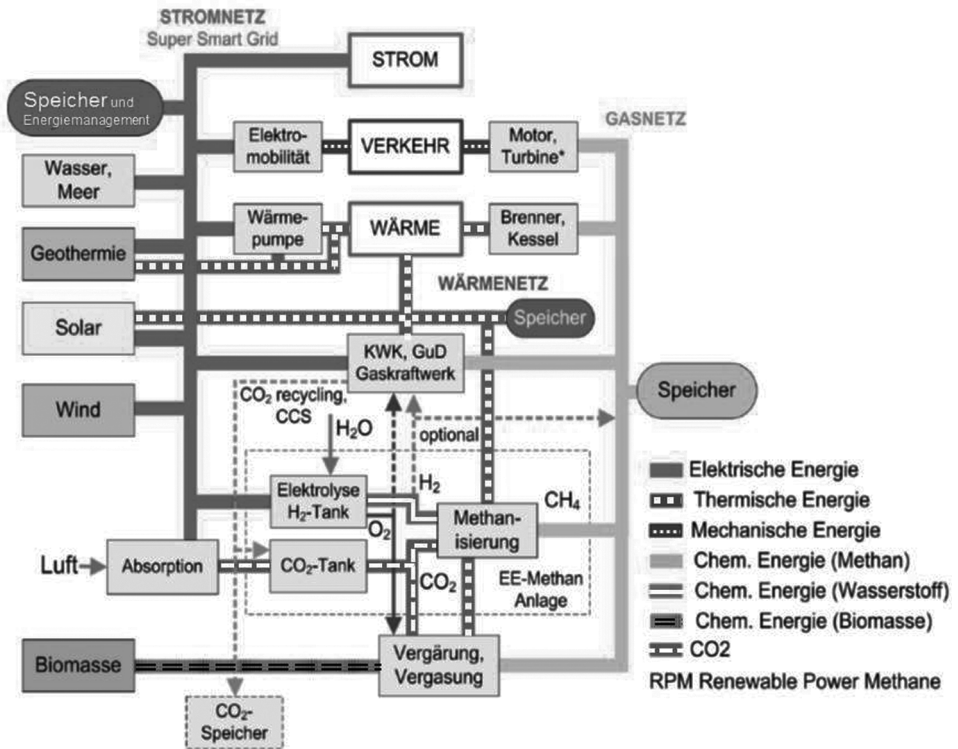 STROMNETZ
Super Smart Grid
STROM
Speicher und
Energiemanagement
GASNETZ
Elektro-
mobilität
VERKEHR
Motor,
Turbine*
Wasser,
Meer
Wärme-
pumpe
WÄRME
Brenner,
Kessel
Geothermie
WÄRMENETZ
Solar
Speicher
KWK, GuD
Gaskraftwerk
Speicher
Wind
CO2 recycling,
CCS
H2O
optional
Elektrische Energie
Thermische Energie
Mechanische Energie
Chem. Energie (Methan)
Chem. Energie (Wasserstoff)
Chem. Energie (Biomasse)
CO2
RPM Renewable Power Methane
Elektrolyse
H2-Tank
H2
O2
Methan-
isierung
CH4
Luft
Absorption
CO2-Tank
CO2
EE-Methan
Anlage
Biomasse
Vergärung,
Vergasung
CO2-
Speicher